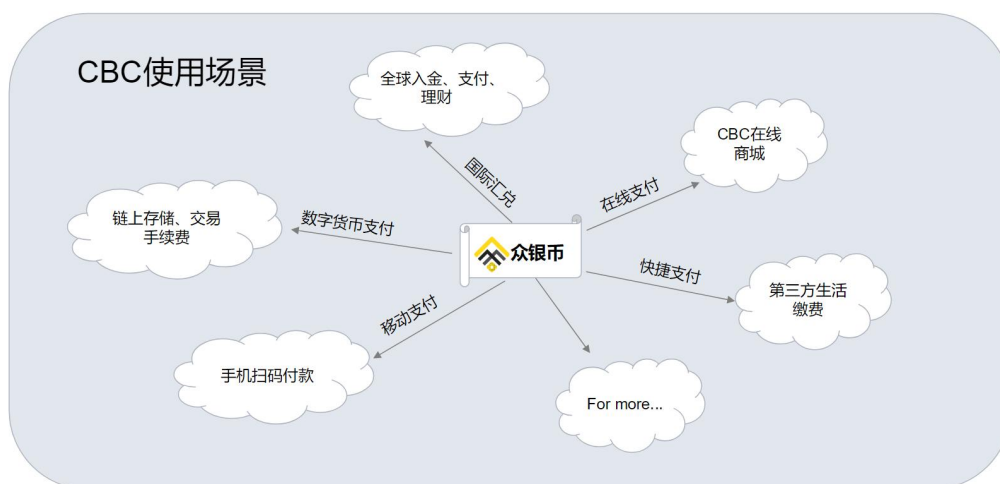 CBC使用场景
全球入金、支付、
理财
CBC在线
商城
国际汇兑
在线支付
链上存储、交易
手续费
数字货币支付
众银币
快捷支付
第三方生活
缴费
移动支付
手机扫码付款
For more...